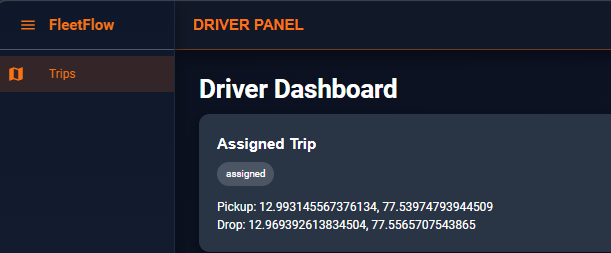 FleetFlow
DRIVER PANEL
Trips
Driver Dashboard
Assigned Trip
assigned
Pickup: 12.993145567376134, 77.53974793944509
Drop: 12.969392613834504, 77.5565707543865